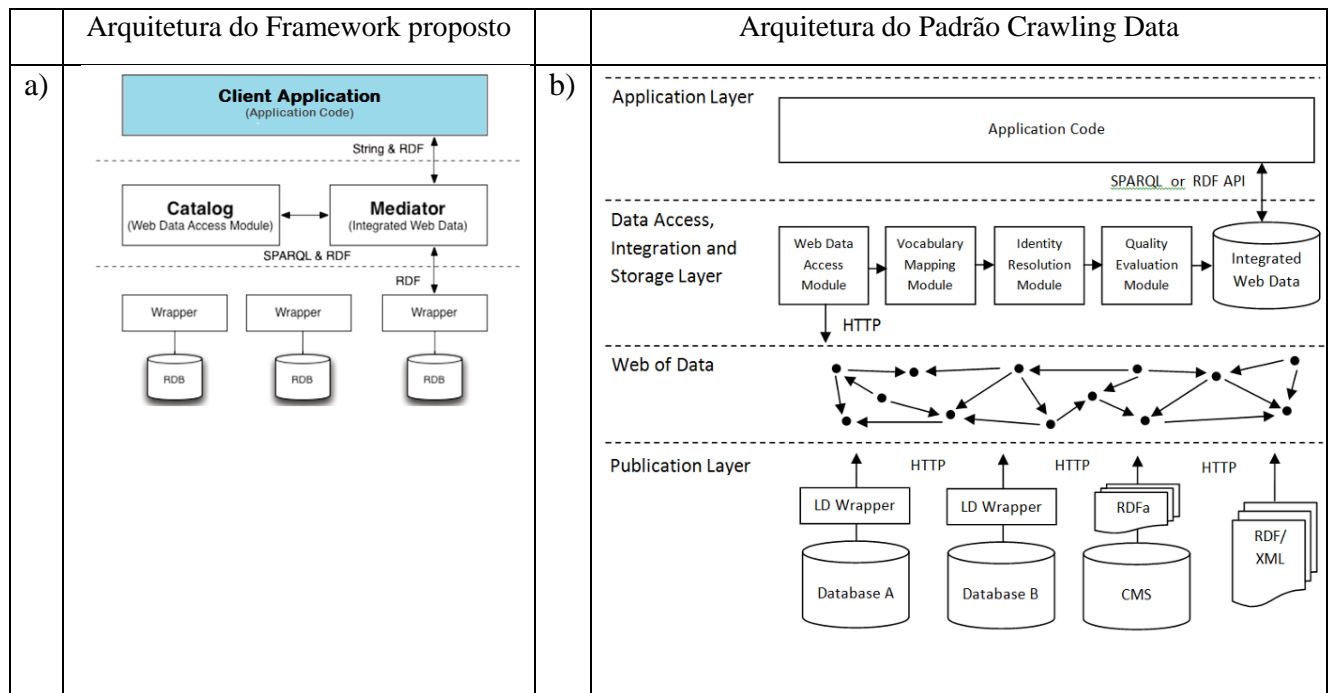 Arquitetura do Framework proposto
Arquitetura do Padrão Crawling Data
a)
Client Application
(Application Code)
String & RDF
Catalog
(Web Data Access Module)
Mediator
(Integrated Web Data)
SPARQL & RDF
RDF
Wrapper
Wrapper
Wrapper
RDB
RDB
RDB
b)
Application Layer
Application Code
SPARQL or RDF API
Data Access,
Integration and
Storage Layer
Web Data
Access
Module
Vocabulary
Mapping
Module
Identity
Resolution
Module
Quality
Evaluation
Module
Integrated
Web Data
HTTP
Web of Data
Publication Layer
HTTP
HTTP
HTTP
LD Wrapper
LD Wrapper
RDFa
RDF/
XML
Database A
Database B
CMS